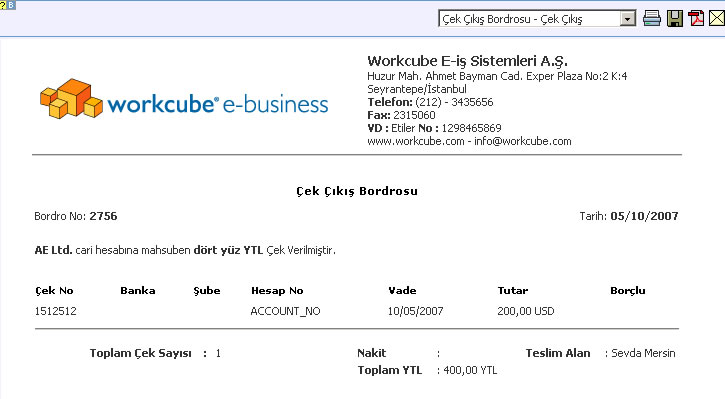 ? B
Çek Çıkış Bordrosu - Çek Çıkış
Workcube E-iş Sistemleri A.Ş.
Huzur Mah. Ahmet Bayman Cad. Exper Plaza No:2 K:4
Seyrantepe/İstanbul
Telefon: (212) - 3435656
Fax: 2315060
VD : Etiler No : 1298465869
www.workcube.com - info@workcube.com
workcube® e-business
Çek Çıkış Bordrosu
Bordro No: 2756 Tarih: 05/10/2007
AE Ltd. cari hesabına mahsuben dört yüz YTL Çek Verilmiştir.
Çek No Banka Şube Hesap No Vade Tutar Borçlu
1512512 ACCOUNT_NO 10/05/2007 200,00 USD
Toplam Çek Sayısı : 1 Nakit : Teslim Alan : Sevda Mersin
Toplam YTL : 400,00 YTL